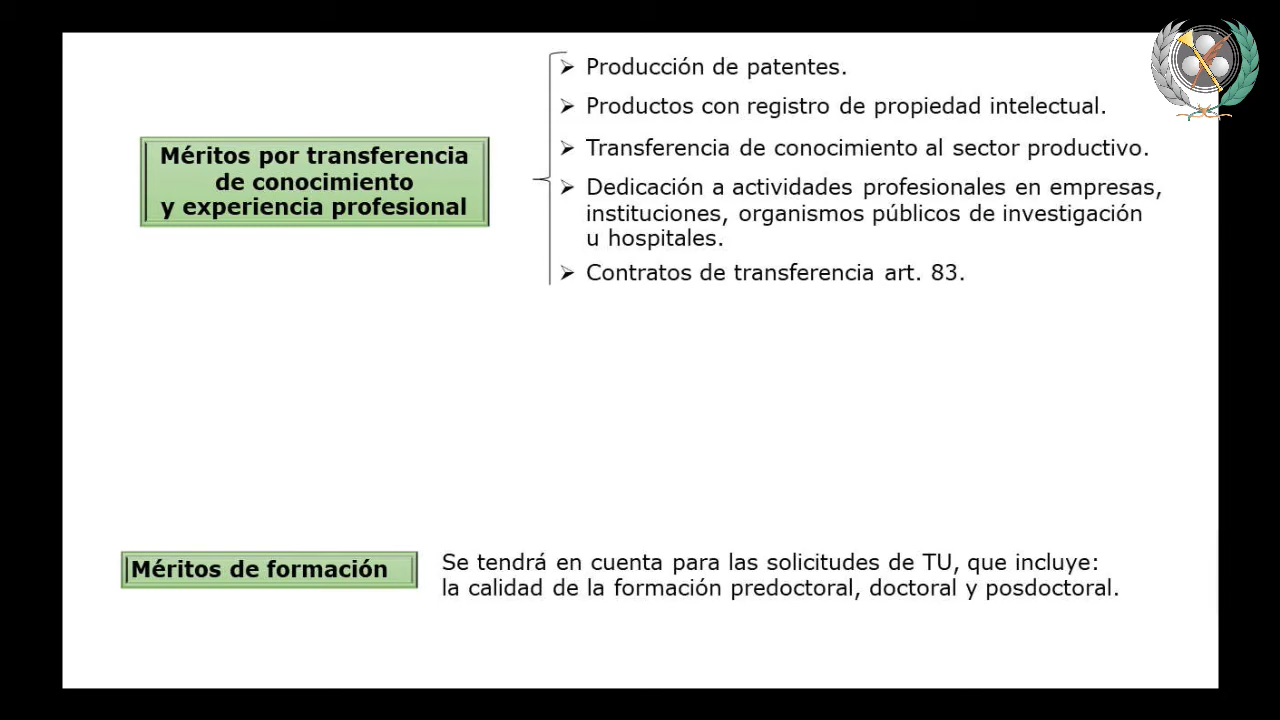 Méritos por transferencia
de conocimiento
y experiencia profesional
Producción de patentes.
Productos con registro de propiedad intelectual.
Transferencia de conocimiento al sector productivo.
Dedicación a actividades profesionales en empresas,
instituciones, organismos públicos de investigación
u hospitales.
Contratos de transferencia art. 83.
Méritos de formación
Se tendrá en cuenta para las solicitudes de TU, que incluye:
la calidad de la formación predoctoral, doctoral y posdoctoral.